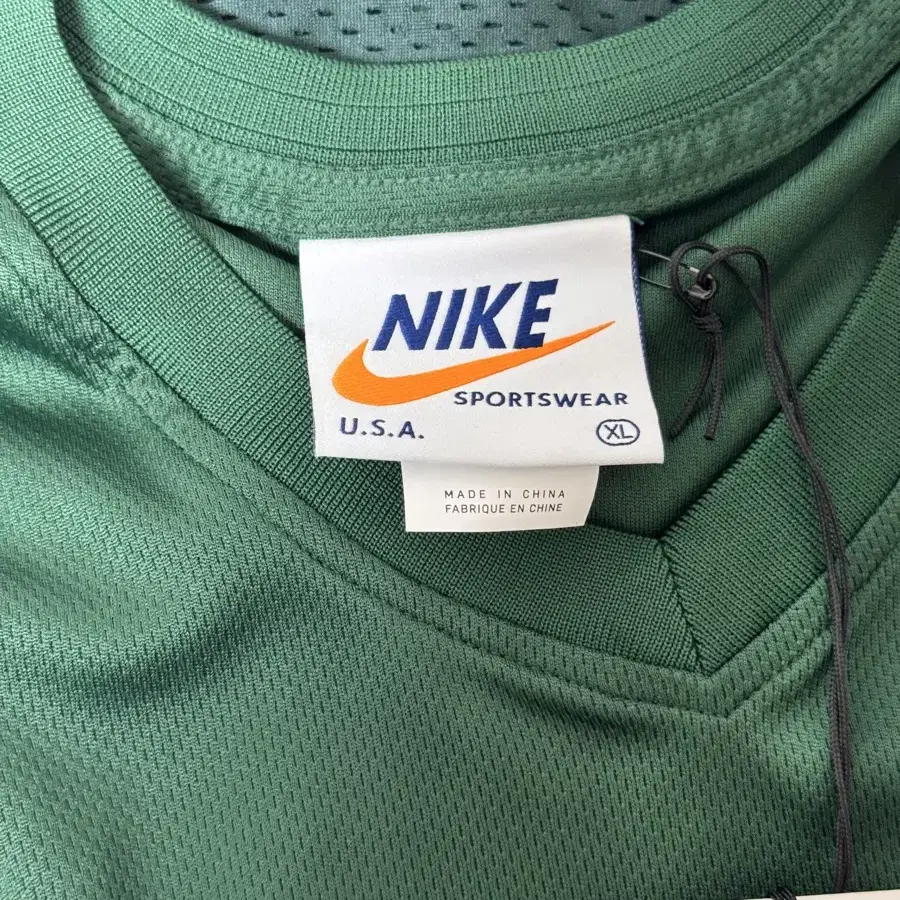 NIKE
SPORTSWEAR
U.S.A.
XL
MADE IN CHINA
FABRIQUE EN CHINE